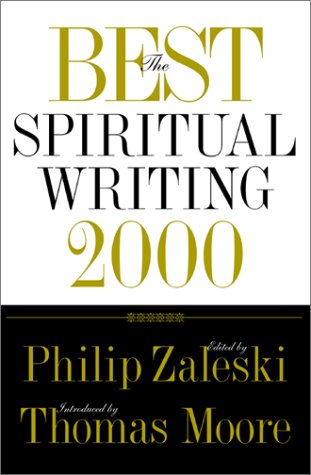 The
BEST
SPIRITUAL
WRITING
2000
Edited by
Philip Zaleski
Introduced by
Thomas Moore